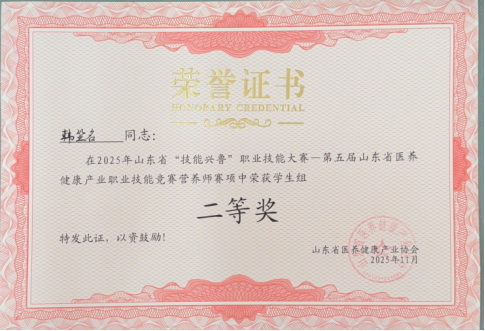 荣誉证书
HONORARY CREDENTIAL
同志：
在2025年山东省“技能兴鲁”职业技能大赛—第五届山东省医养
健康产业职业技能竞赛营养师赛项中荣获学生组
二等奖
特发此证，以资鼓励！
山东省医养健康产业协会
2025年11月